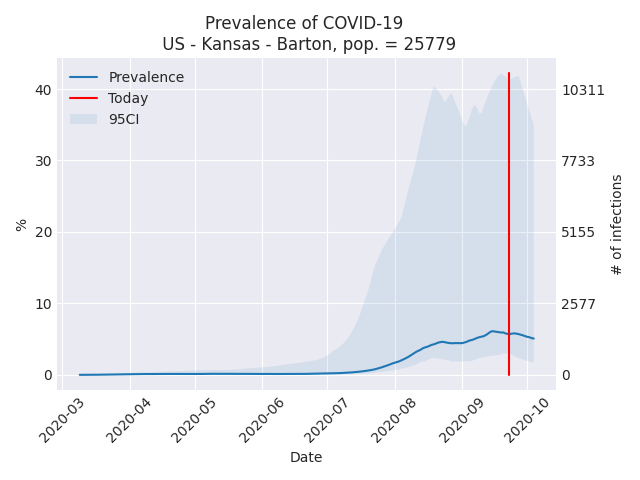 Prevalence of COVID-19
US - Kansas - Barton, pop. = 25779
Prevalence
Today
95CI
%
40
30
20
10
0
10311
7733
5155
2577
0
# of infections
2020-03
2020-04
2020-05
2020-06
2020-07
2020-08
2020-09
2020-10
Date